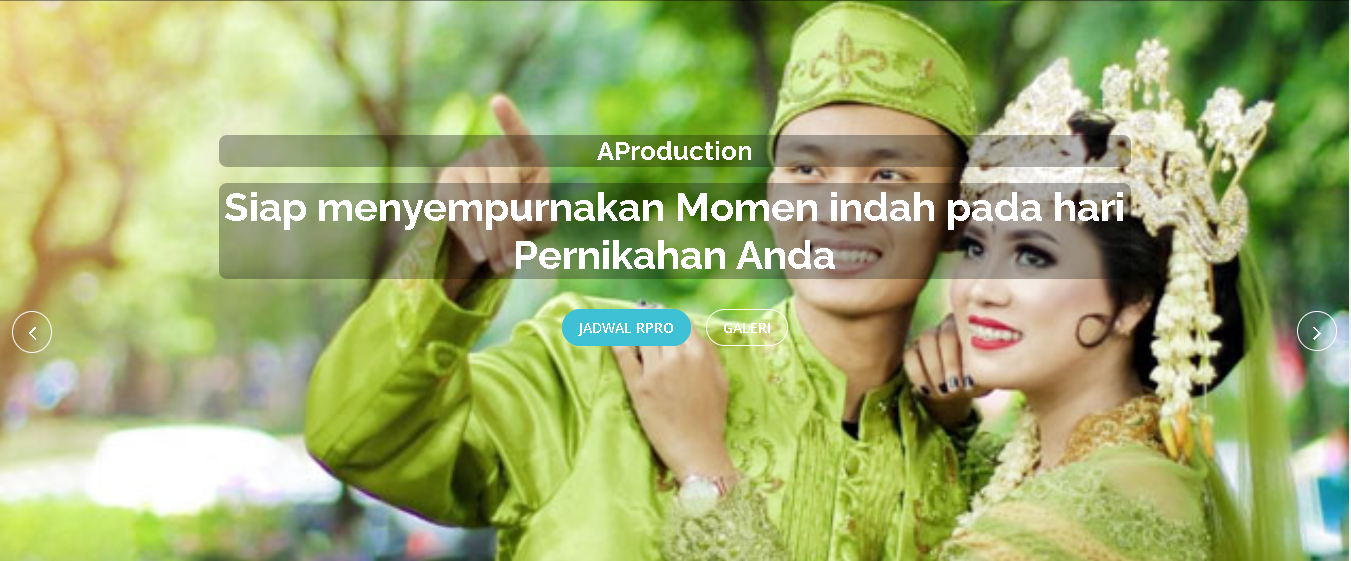 AProduction
Siap menyempurnakan Momen indah pada hari
Pernikahan Anda
JADWAL RPRO
GALERI